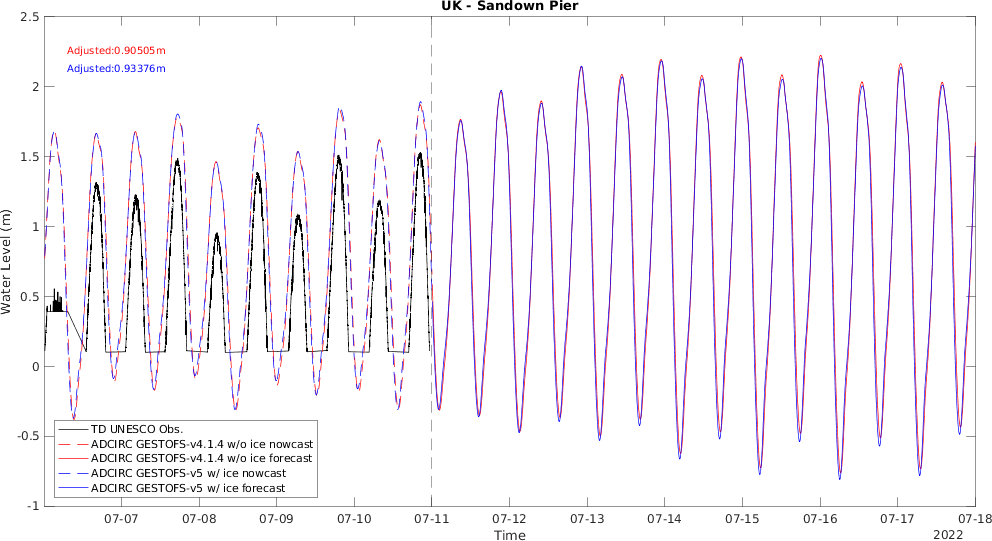 UK - Sandown Pier
Adjusted:0.90505m
Adjusted:0.93376m
2.5
2
1.5
1
0.5
0
-0.5
-1
Water Level (m)
TD UNESCO Obs.
ADCIRC GESTOFS-v4.1.4 w/o ice nowcast
ADCIRC GESTOFS-v4.1.4 w/o ice forecast
ADCIRC GESTOFS-v5 w/ ice nowcast
ADCIRC GESTOFS-v5 w/ ice forecast
07-07 07-08 07-09 07-10 07-11 07-12 07-13 07-14 07-15 07-16 07-17 07-18
Time
2022